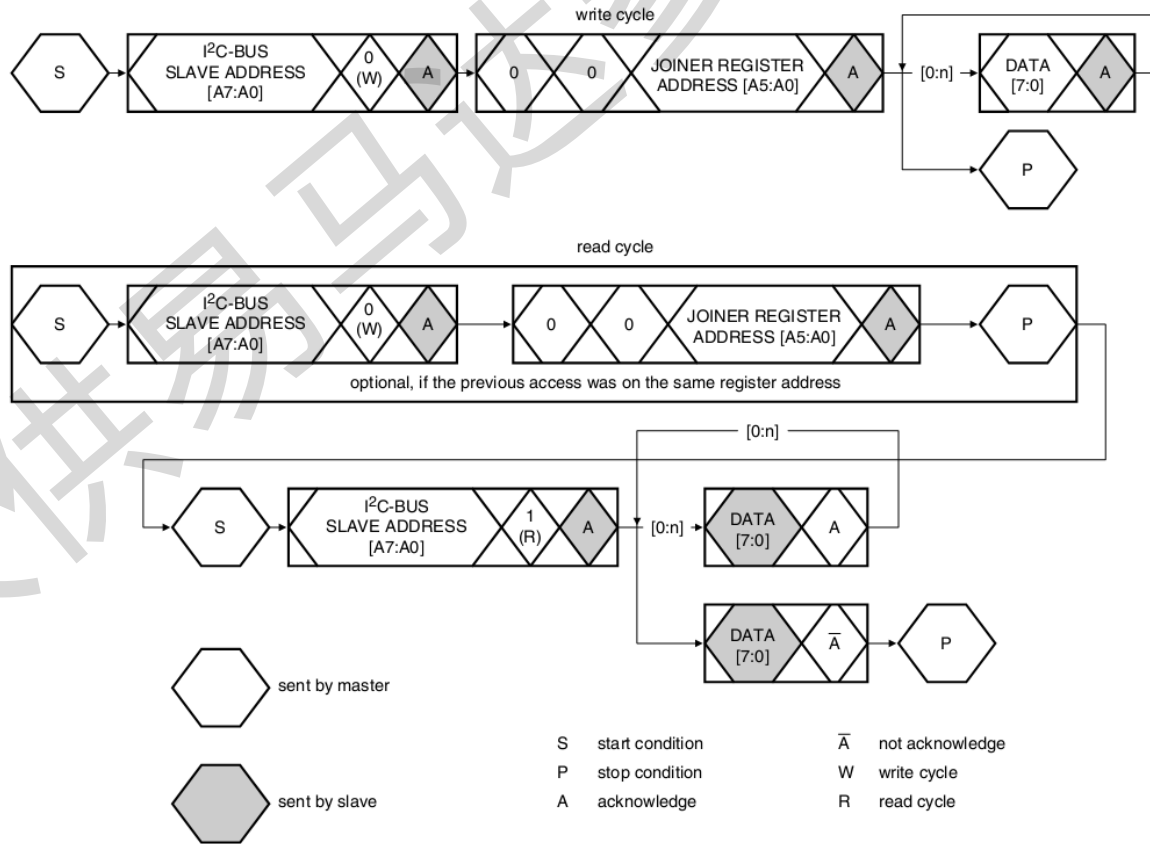 write cycle
S
I²C-BUS
SLAVE ADDRESS
[A7:A0]
0
(W)
A
0
0
JOINER REGISTER
ADDRESS [A5:A0]
A
[0:n]
DATA
[7:0]
A
P
read cycle
S
I²C-BUS
SLAVE ADDRESS
[A7:A0]
0
(W)
A
0
0
JOINER REGISTER
ADDRESS [A5:A0]
A
P
optional, if the previous access was on the same register address
[0:n]
S
I²C-BUS
SLAVE ADDRESS
[A7:A0]
1
(R)
A
[0:n]
DATA
[7:0]
A
DATA
[7:0]
A̅
P
sent by master
sent by slave
S start condition
P stop condition
A acknowledge
A̅ not acknowledge
W write cycle
R read cycle
供易马达